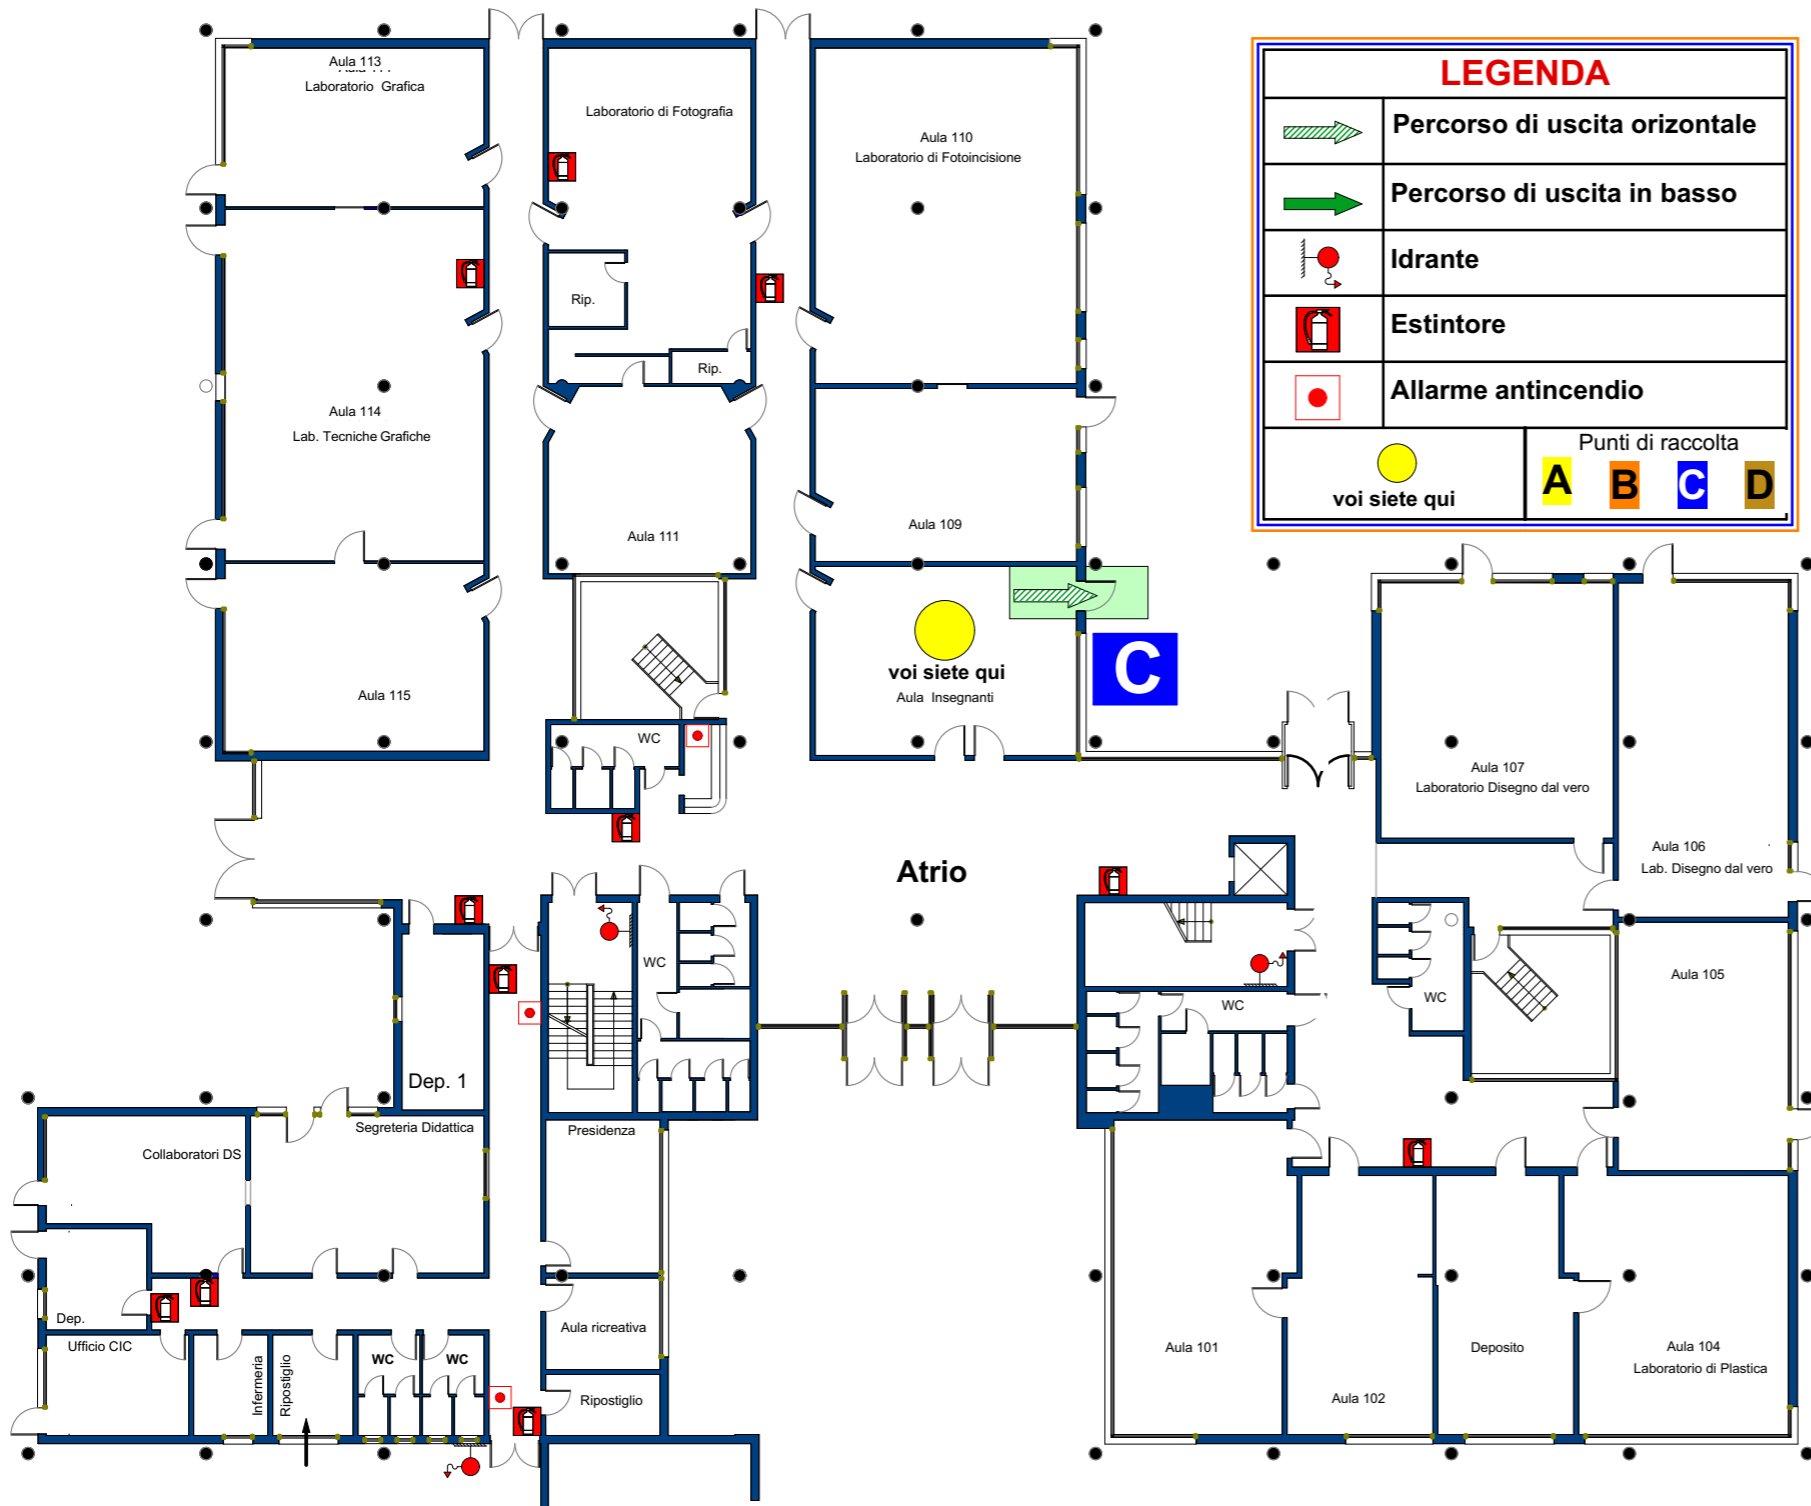 LEGENDA
Percorso di uscita orizontale
Percorso di uscita in basso
Idrante
Estintore
Allarme antincendio
voi siete qui
Punti di raccolta
A B C D
Aula 113
Laboratorio Grafica
Laboratorio di Fotografia
Aula 110
Laboratorio di Fotoincisione
Rip.
Rip.
Aula 114
Lab. Tecniche Grafiche
Aula 111
Aula 109
voi siete qui
Aula Insegnanti
C
Aula 115
WC
Aula 107
Laboratorio Disegno dal vero
Aula 106
Lab. Disegno dal vero
Atrio
WC
Aula 105
WC
WC
Dep. 1
Segreteria Didattica
Collaboratori DS
Presidenza
Dep.
Ufficio CIC
Infermeria
Ripostiglio
WC
WC
Aula ricreativa
Ripostiglio
Aula 101
Aula 102
Deposito
Aula 104
Laboratorio di Plastica